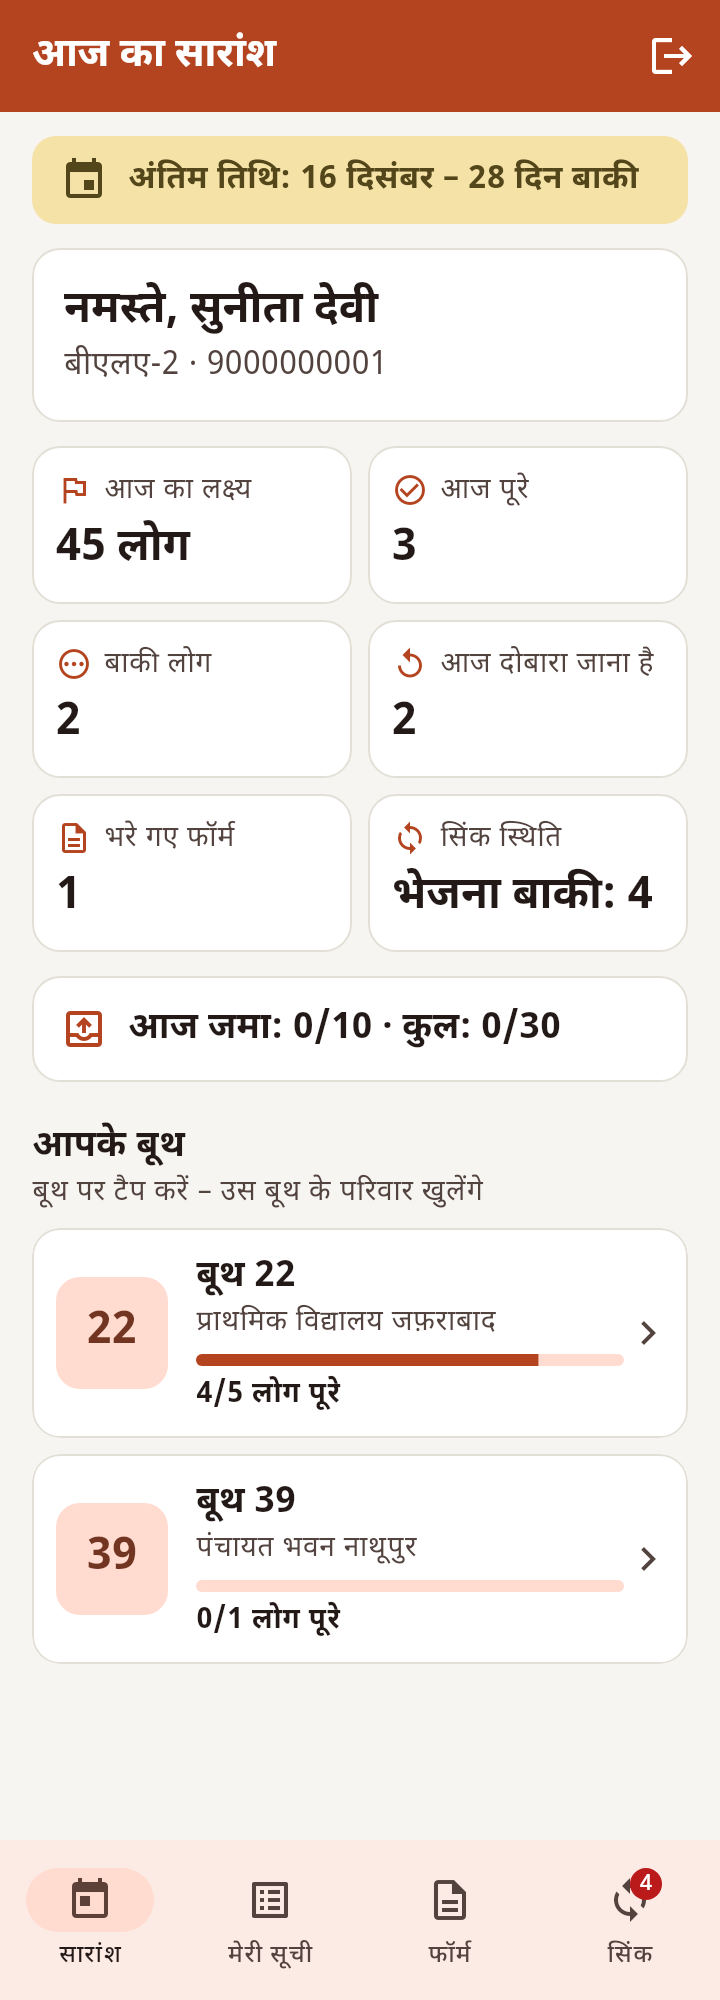 आज का सारांश
अंतिम तिथि: 16 दिसंबर – 28 दिन बाकी
नमस्ते, सुनीता देवी
बीएलए-2 · 9000000001
आज का लक्ष्य
45 लोग
आज पूरे
3
बाकी लोग
2
आज दोबारा जाना है
2
भरे गए फॉर्म
1
सिंक स्थिति
भेजना बाकी: 4
आज जमा: 0/10 · कुल: 0/30
आपके बूथ
बूथ पर टैप करें – उस बूथ के परिवार खुलेंगे
22
बूथ 22
प्राथमिक विद्यालय जफ़राबाद
4/5 लोग पूरे
39
बूथ 39
पंचायत भवन नाथूपुर
0/1 लोग पूरे
4
सारांश
मेरी सूची
फॉर्म
सिंक